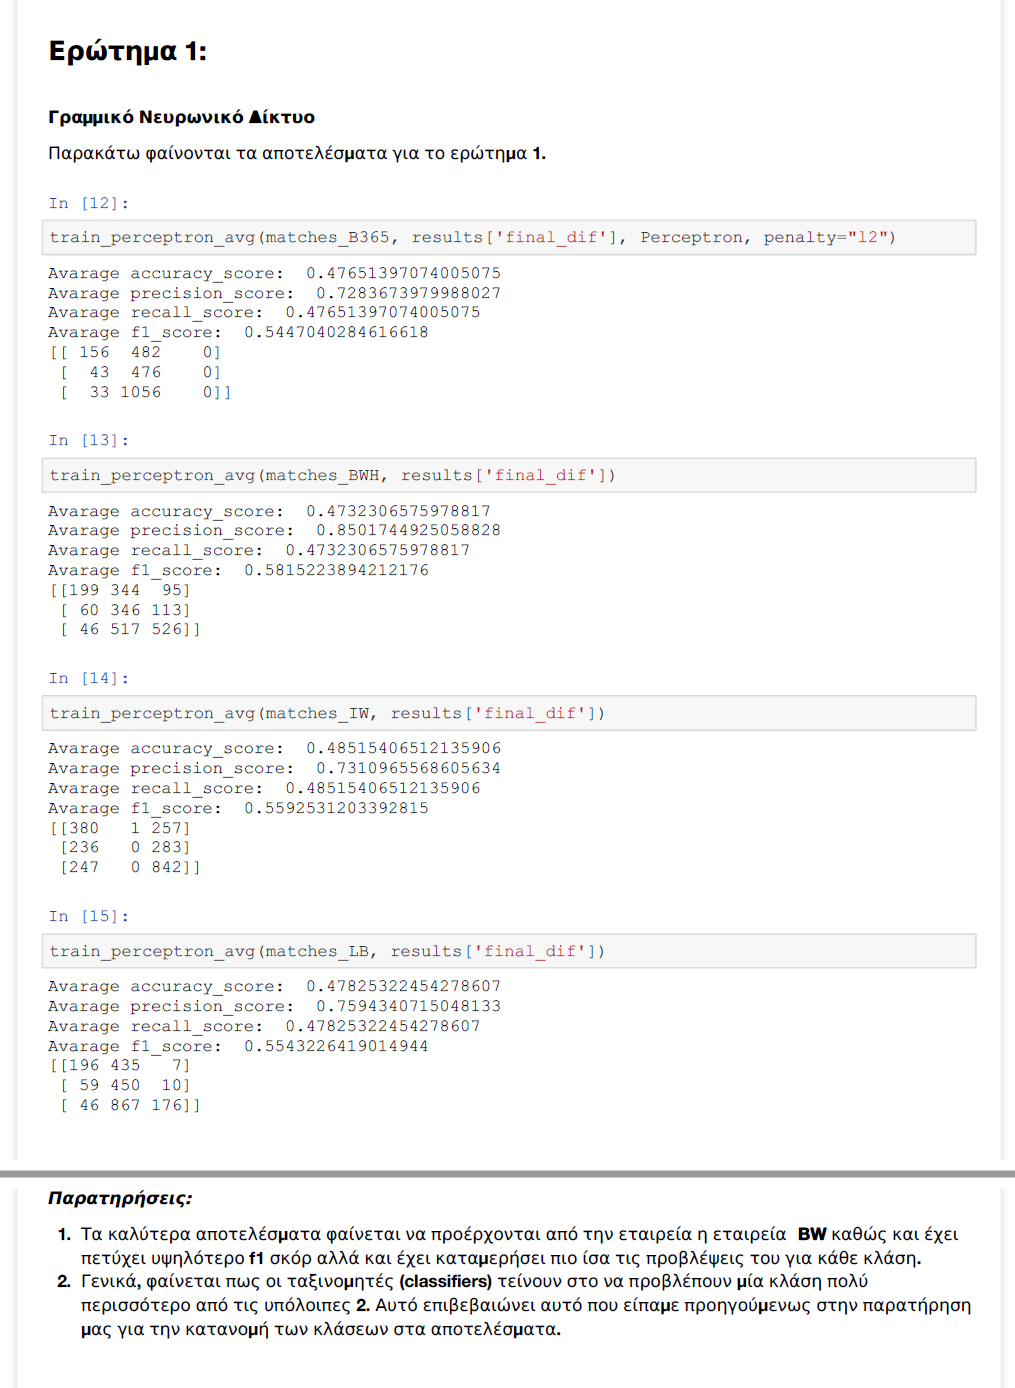 Ερώτημα 1:
Γραμμικό Νευρωνικό Δίκτυο
Παρακάτω φαίνονται τα αποτελέσματα για το ερώτημα 1.
In [12]:
train_perceptron_avg(matches_B365, results['final_dif'], Perceptron, penalty="l2")
Avarage accuracy_score:  0.47651397074005075
Avarage precision_score:  0.7283673979988027
Avarage recall_score:  0.47651397074005075
Avarage f1_score:  0.5447040284616618
[[ 156  482    0]
 [  43  476    0]
 [  33 1056    0]]
In [13]:
train_perceptron_avg(matches_BWH, results['final_dif'])
Avarage accuracy_score:  0.4732306575978817
Avarage precision_score:  0.8501744925058828
Avarage recall_score:  0.4732306575978817
Avarage f1_score:  0.5815223894212176
[[199 344  95]
 [ 60 346 113]
 [ 46 517 526]]
In [14]:
train_perceptron_avg(matches_IW, results['final_dif'])
Avarage accuracy_score:  0.48515406512135906
Avarage precision_score:  0.7310965568605634
Avarage recall_score:  0.48515406512135906
Avarage f1_score:  0.5592531203392815
[[380   1 257]
 [236   0 283]
 [247   0 842]]
In [15]:
train_perceptron_avg(matches_LB, results['final_dif'])
Avarage accuracy_score:  0.47825322454278607
Avarage precision_score:  0.7594340715048133
Avarage recall_score:  0.47825322454278607
Avarage f1_score:  0.5543226419014944
[[196 435   7]
 [ 59 450  10]
 [ 46 867 176]]
Παρατηρήσεις:
1. Τα καλύτερα αποτελέσματα φαίνεται να προέρχονται από την εταιρεία η εταιρεία  BW καθώς και έχει
πετύχει υψηλότερο f1 σκόρ αλλά και έχει καταμερήσει πιο ίσα τις προβλέψεις του για κάθε κλάση.
2. Γενικά, φαίνεται πως οι ταξινομητές (classifiers) τείνουν στο να προβλέπουν μία κλάση πολύ
περισσότερο από τις υπόλοιπες 2. Αυτό επιβεβαιώνει αυτό που είπαμε προηγούμενως στην παρατήρηση
μας για την κατανομή των κλάσεων στα αποτελέσματα.